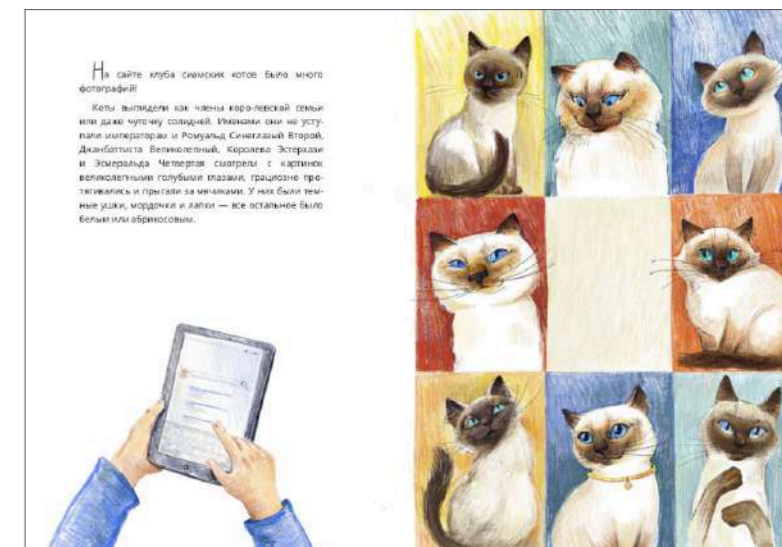 На сайте клуба сиамских котов было много
фотографий!
Коты выглядели как члены коро-левской семьи
или даже чуточку солидней. Именами они не усту-
пали императорам и Ромуальд Синеглазый Второй,
Джанбаттиста Великолепный, Королева Эстерхази
и Эсмеральда Четвертая смотрели с картинок
великолепными голубыми глазами, грациозно про-
тягивались и прыгали за мячиками. У них были тем-
ные ушки, мордочки и лапки — все остальное было
белым или абрикосовым.